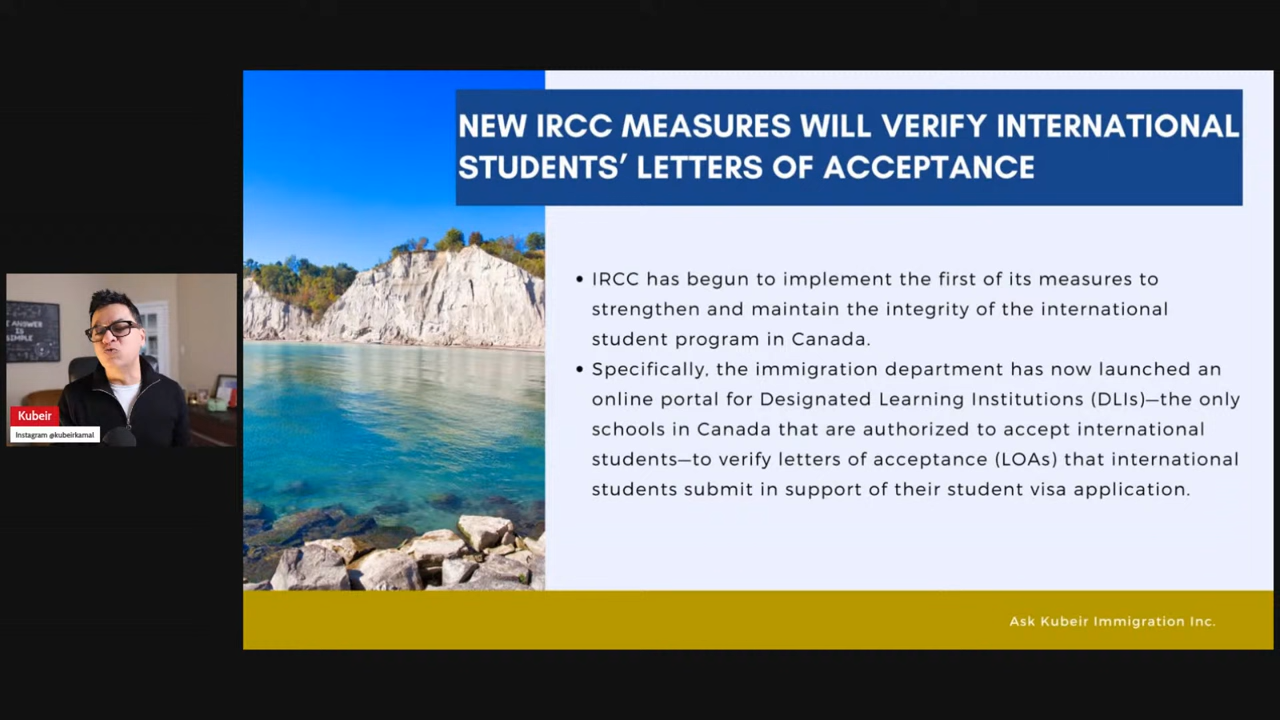 NEW IRCC MEASURES WILL VERIFY INTERNATIONAL
STUDENTS’ LETTERS OF ACCEPTANCE
• IRCC has begun to implement the first of its measures to
strengthen and maintain the integrity of the international
student program in Canada.
• Specifically, the immigration department has now launched an
online portal for Designated Learning Institutions (DLIs)—the only
schools in Canada that are authorized to accept international
students—to verify letters of acceptance (LOAs) that international
students submit in support of their student visa application.
ANSWER
IS
SIMPLE
Kubeir
Instagram @kubeirkamal
Ask Kubeir Immigration Inc.